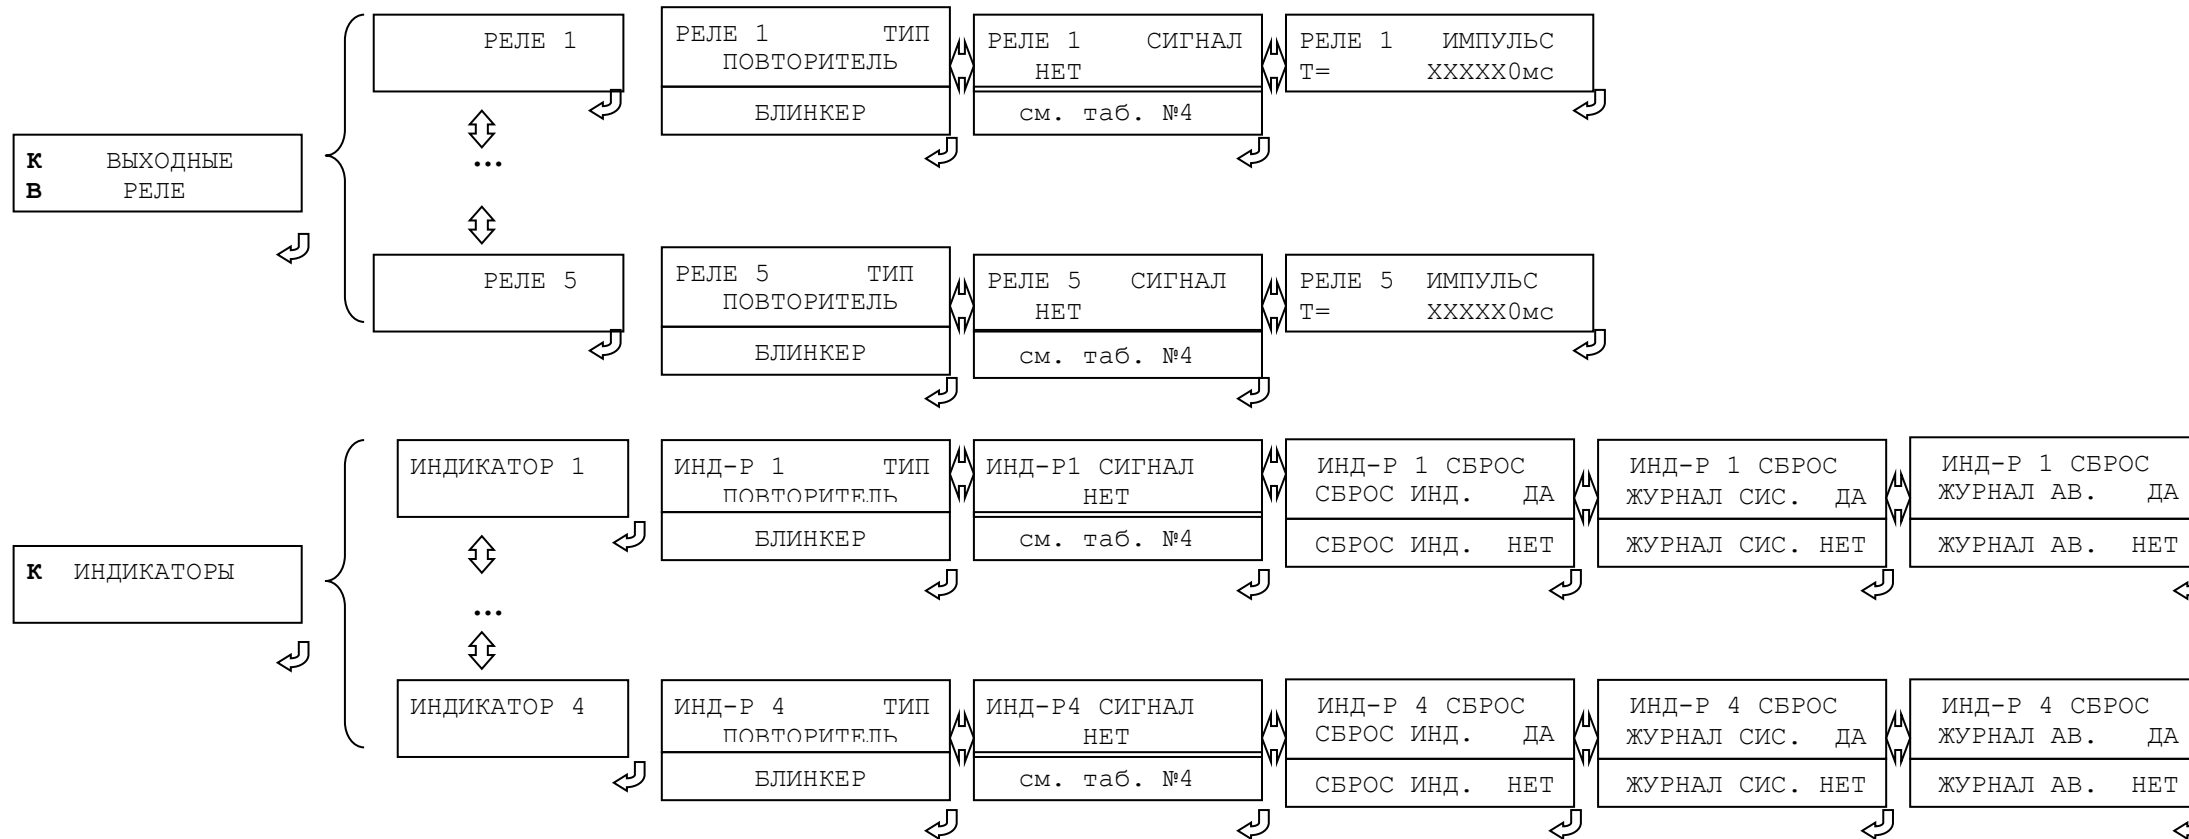 К ВЫХОДНЫЕ
В РЕЛЕ
РЕЛЕ 1
...
РЕЛЕ 5
РЕЛЕ 1 ТИП
ПОВТОРИТЕЛЬ
БЛИНКЕР
РЕЛЕ 1 СИГНАЛ
НЕТ
см. таб. №4
РЕЛЕ 1 ИМПУЛЬС
Т= ХХХХХ0мс
РЕЛЕ 5 ТИП
ПОВТОРИТЕЛЬ
БЛИНКЕР
РЕЛЕ 5 СИГНАЛ
НЕТ
см. таб. №4
РЕЛЕ 5 ИМПУЛЬС
Т= ХХХХХ0мс
К ИНДИКАТОРЫ
ИНДИКАТОР 1
...
ИНДИКАТОР 4
ИНД-Р 1 ТИП
ПОВТОРИТЕЛЬ
БЛИНКЕР
ИНД-Р1 СИГНАЛ
НЕТ
см. таб. №4
ИНД-Р 1 СБРОС
СБРОС ИНД. ДА
СБРОС ИНД. НЕТ
ИНД-Р 1 СБРОС
ЖУРНАЛ СИС. ДА
ЖУРНАЛ СИС. НЕТ
ИНД-Р 1 СБРОС
ЖУРНАЛ АВ. ДА
ЖУРНАЛ АВ. НЕТ
ИНД-Р 4 ТИП
ПОВТОРИТЕЛЬ
БЛИНКЕР
ИНД-Р4 СИГНАЛ
НЕТ
см. таб. №4
ИНД-Р 4 СБРОС
СБРОС ИНД. ДА
СБРОС ИНД. НЕТ
ИНД-Р 4 СБРОС
ЖУРНАЛ СИС. ДА
ЖУРНАЛ СИС. НЕТ
ИНД-Р 4 СБРОС
ЖУРНАЛ АВ. ДА
ЖУРНАЛ АВ. НЕТ